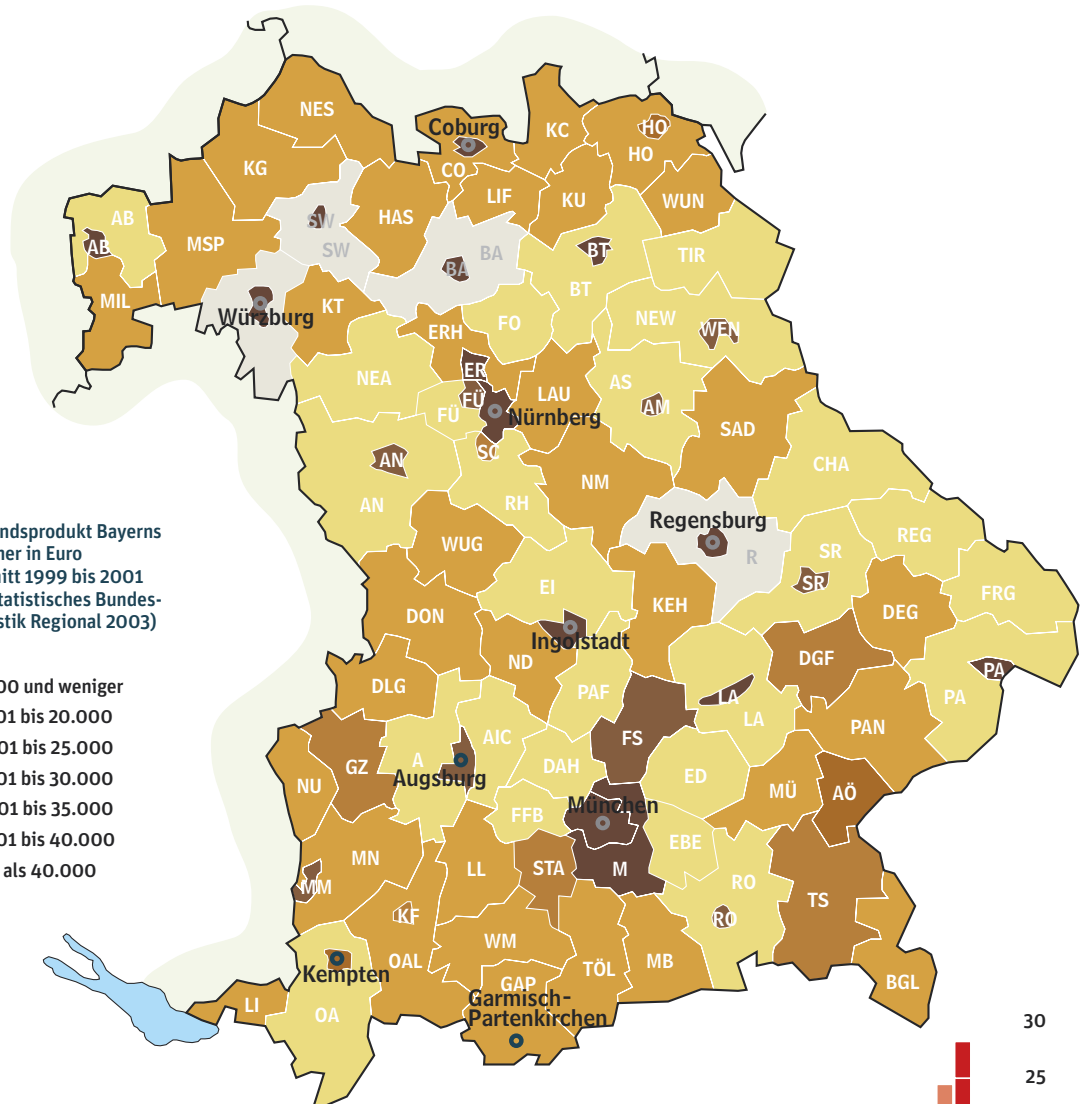 NES
Coburg
KC
HO
HO
KG
CO
LIF
KU
WUN
AB
SW
HAS
AB
MSP
SW
BA
BA
BT
TIR
MIL
BT
Würzburg
KT
ERH
FO
NEW
WEN
ER
NEA
FÜ
LAU
AS
AM
FÜ
Nürnberg
SAD
AN
SC
CHA
AN
RH
NM
Regensburg
ndsprodukt Bayerns
ner in Euro
nitt 1999 bis 2001
tatistisches Bundes-
istik Regional 2003)
WUG
R
SR
REG
EI
SR
FRG
DON
KEH
DEG
Ingolstadt
ND
DGF
PA
DLG
PAF
LA
PA
00 und weniger
01 bis 20.000
01 bis 25.000
01 bis 30.000
01 bis 35.000
01 bis 40.000
als 40.000
LA
PAN
AIC
FS
GZ
A
DAH
ED
NU
Augsburg
MÜ
AÖ
München
FFB
EBE
MN
LL
STA
M
RO
MM
TS
KF
RO
WM
OAL
TÖL
MB
Kempten
GAP
BGL
LI
OA
Garmisch-
Partenkirchen
30
25